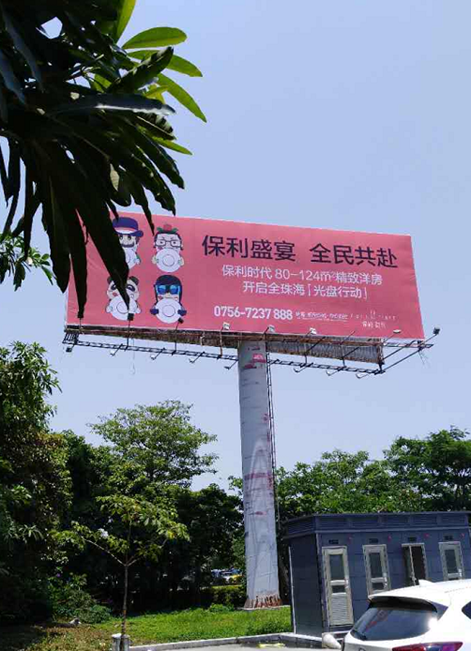 保利盛宴 全民共赴
保利时代 80-124m²精致洋房
开启全珠海「光盘行动」
0756-7237 888